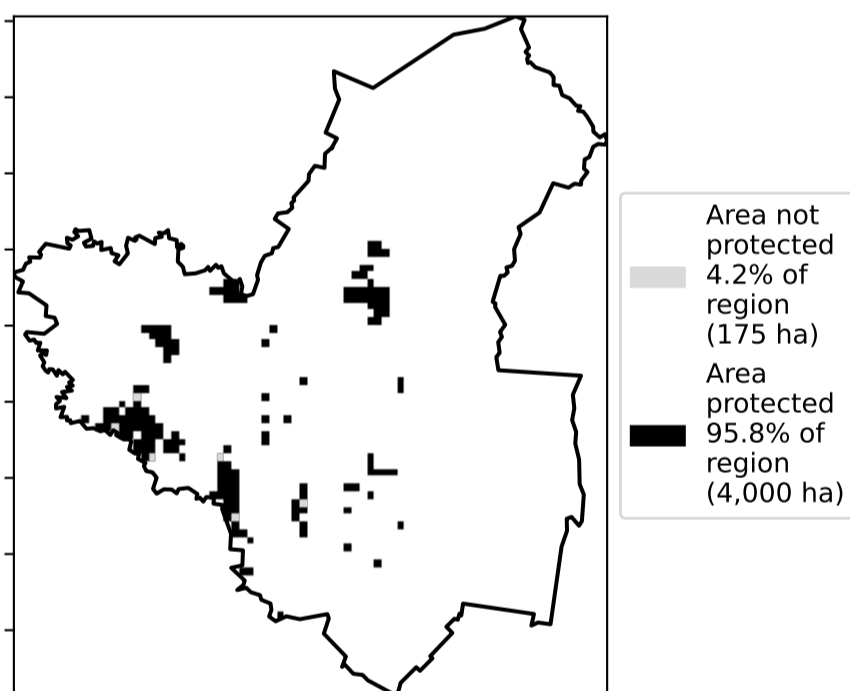 Area not
protected
4.2% of
region
(175 ha)
Area
protected
95.8% of
region
(4,000 ha)